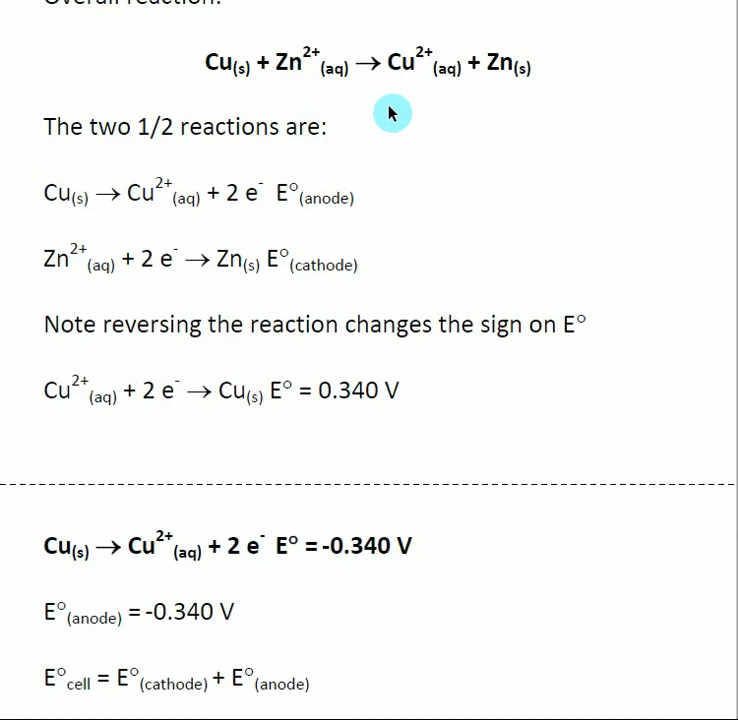 Overall reaction:
Cu(s) + Zn²⁺(aq) → Cu²⁺(aq) + Zn(s)
The two 1/2 reactions are:
Cu(s) → Cu²⁺(aq) + 2 e⁻ E°(anode)
Zn²⁺(aq) + 2 e⁻ → Zn(s) E°(cathode)
Note reversing the reaction changes the sign on E°
Cu²⁺(aq) + 2 e⁻ → Cu(s) E° = 0.340 V
Cu(s) → Cu²⁺(aq) + 2 e⁻ E° = -0.340 V
E°(anode) = -0.340 V
E°cell = E°(cathode) + E°(anode)